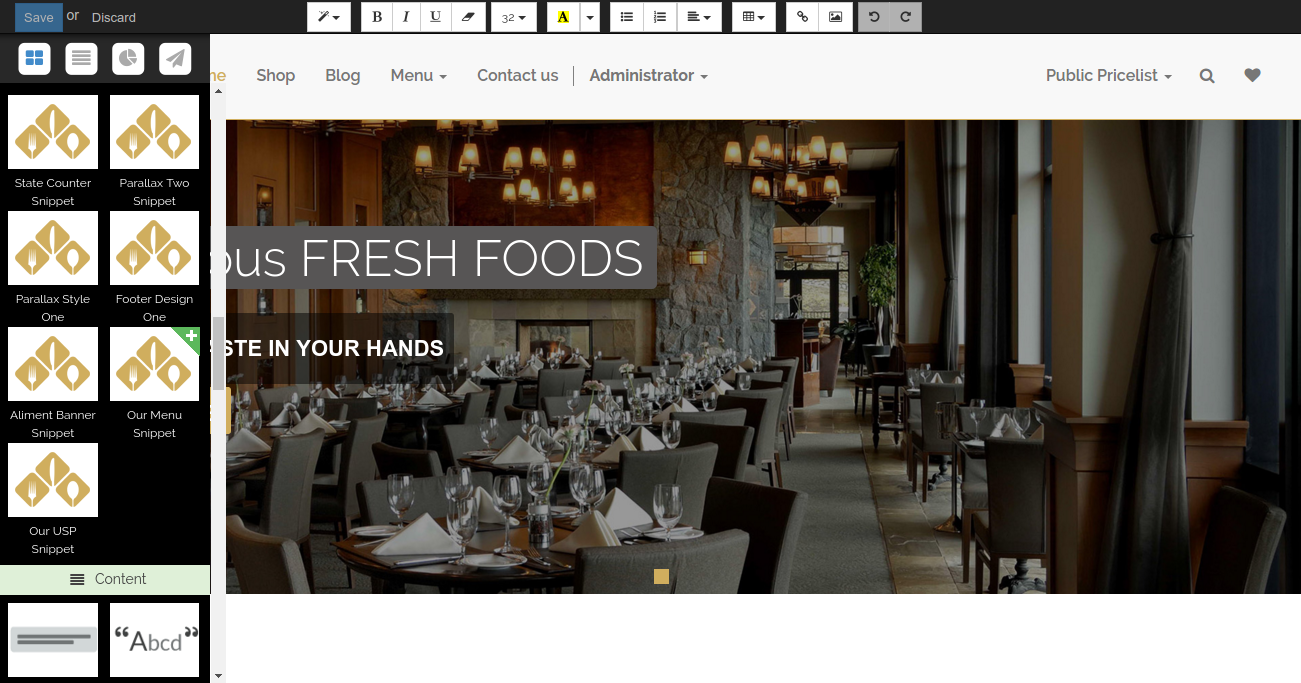 Save or Discard
B I U 32 A
ne Shop Blog Menu Contact us Administrator Public Pricelist
State Counter Snippet
Parallax Two Snippet
Parallax Style One
Footer Design One
Aliment Banner Snippet
Our Menu Snippet
Our USP Snippet
Content
“Abcd”
ous FRESH FOODS
STE IN YOUR HANDS